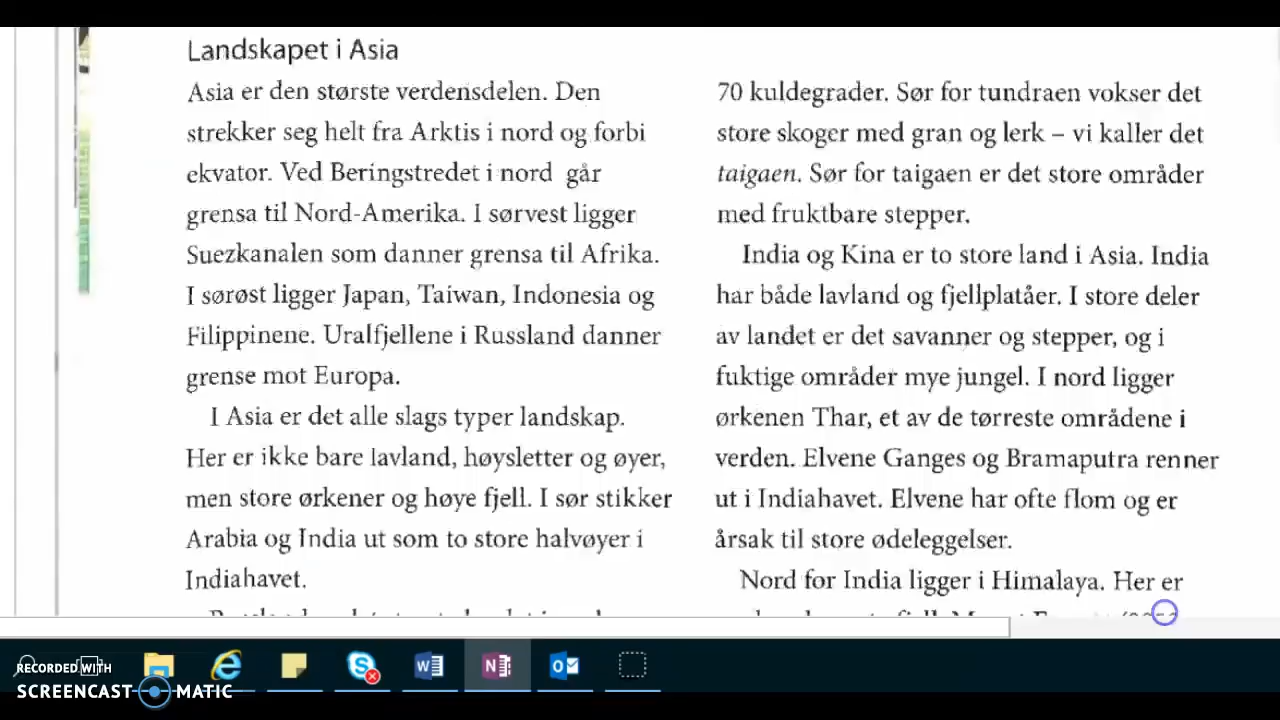 Landskapet i Asia
Asia er den største verdensdelen. Den
strekker seg helt fra Arktis i nord og forbi
ekvator. Ved Beringstredet i nord går
grensa til Nord-Amerika. I sørvest ligger
Suezkanalen som danner grensa til Afrika.
I sørøst ligger Japan, Taiwan, Indonesia og
Filippinene. Uralfjellene i Russland danner
grense mot Europa.
I Asia er det alle slags typer landskap.
Her er ikke bare lavland, høysletter og øyer,
men store ørkener og høye fjell. I sør stikker
Arabia og India ut som to store halvøyer i
Indiahavet.
70 kuldegrader. Sør for tundraen vokser det
store skoger med gran og lerk – vi kaller det
taigaen. Sør for taigaen er det store områder
med fruktbare stepper.
India og Kina er to store land i Asia. India
har både lavland og fjellplatåer. I store deler
av landet er det savanner og stepper, og i
fuktige områder mye jungel. I nord ligger
ørkenen Thar, et av de tørreste områdene i
verden. Elvene Ganges og Bramaputra renner
ut i Indiahavet. Elvene har ofte flom og er
årsak til store ødeleggelser.
Nord for India ligger i Himalaya. Her er
RECORDED WITH
SCREENCAST MATIC